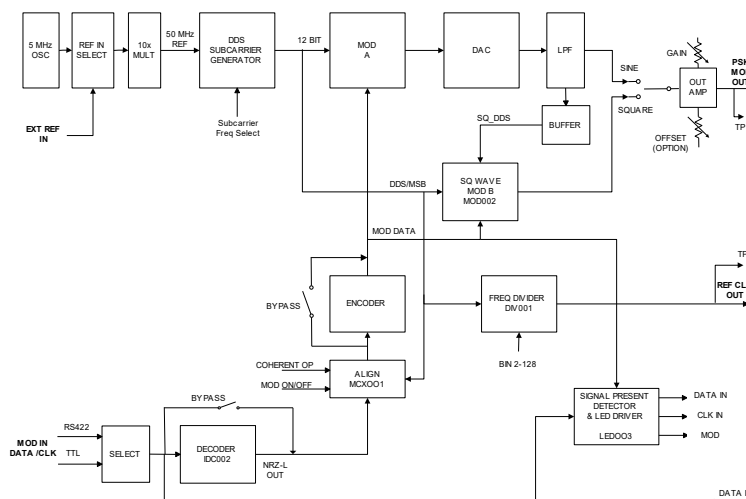 5 MHz
OSC
REF IN
SELECT
10x
MULT
50 MHz
REF
DDS
SUBCARRIER
GENERATOR
12 BIT
MOD
A
DAC
LPF
GAIN
SINE
SQUARE
OUT
AMP
OUT
TP
EXT REF
IN
Subcarrier
Freq Select
BUFFER
SQ_DDS
OFFSET
(OPTION)
DDS/MSB
SQ WAVE
MOD B
MOD002
MOD DATA
BYPASS
ENCODER
FREQ DIVIDER
DIV001
TP
OUT
BIN 2-128
COHERENT OP
MOD ON/OFF
ALIGN
MCXOO1
BYPASS
RS422
MOD IN
DATA /CLK
TTL
SELECT
DECODER
IDC002
NRZ-L
OUT
SIGNAL PRESENT
DETECTOR
& LED DRIVER
LEDOO3
DATA IN
CLK IN
MOD
DATA